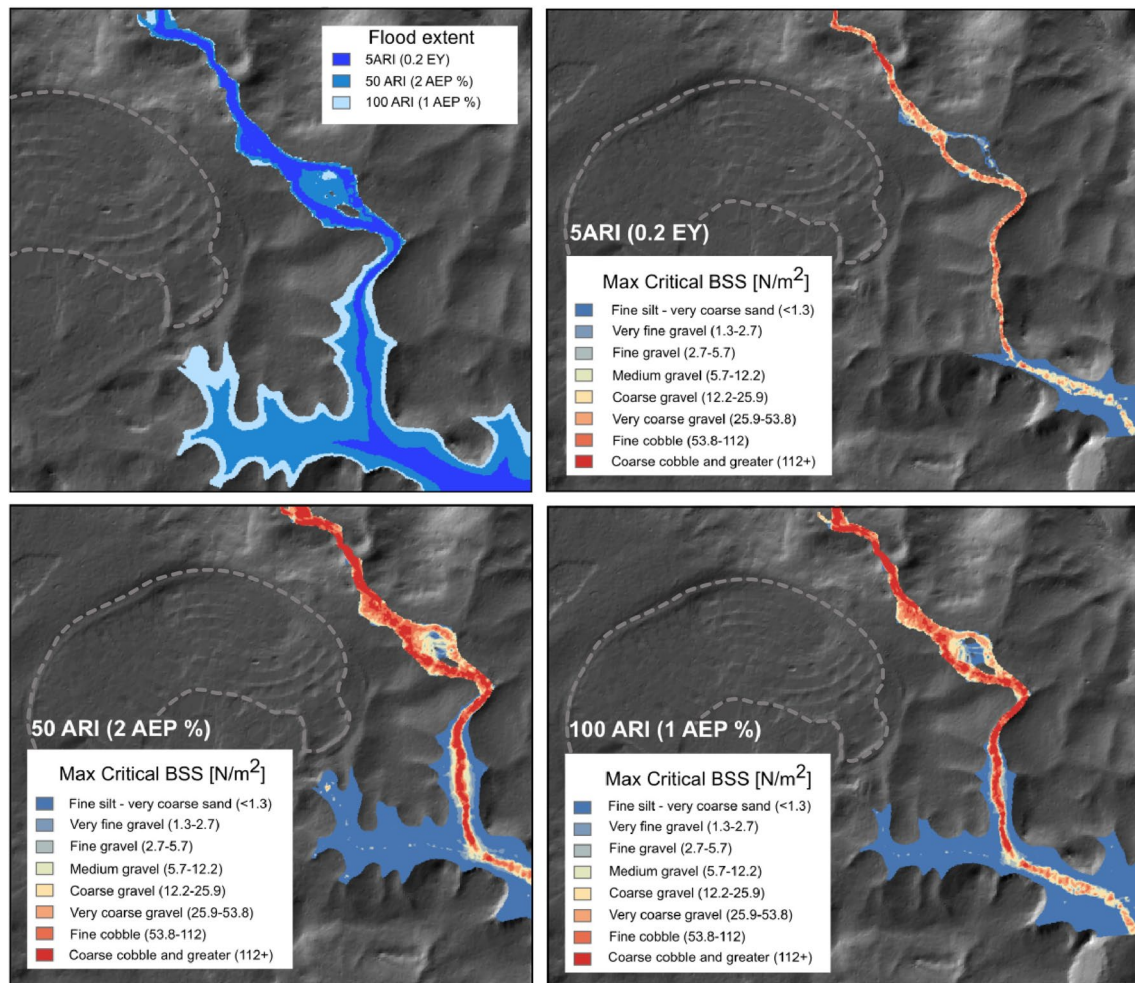 Flood extent
5ARI (0.2 EY)
50 ARI (2 AEP %)
100 ARI (1 AEP %)
5ARI (0.2 EY)
Max Critical BSS [N/m²]
Fine silt - very coarse sand (<1.3)
Very fine gravel (1.3-2.7)
Fine gravel (2.7-5.7)
Medium gravel (5.7-12.2)
Coarse gravel (12.2-25.9)
Very coarse gravel (25.9-53.8)
Fine cobble (53.8-112)
Coarse cobble and greater (112+)
50 ARI (2 AEP %)
Max Critical BSS [N/m²]
Fine silt - very coarse sand (<1.3)
Very fine gravel (1.3-2.7)
Fine gravel (2.7-5.7)
Medium gravel (5.7-12.2)
Coarse gravel (12.2-25.9)
Very coarse gravel (25.9-53.8)
Fine cobble (53.8-112)
Coarse cobble and greater (112+)
100 ARI (1 AEP %)
Max Critical BSS [N/m²]
Fine silt - very coarse sand (<1.3)
Very fine gravel (1.3-2.7)
Fine gravel (2.7-5.7)
Medium gravel (5.7-12.2)
Coarse gravel (12.2-25.9)
Very coarse gravel (25.9-53.8)
Fine cobble (53.8-112)
Coarse cobble and greater (112+)